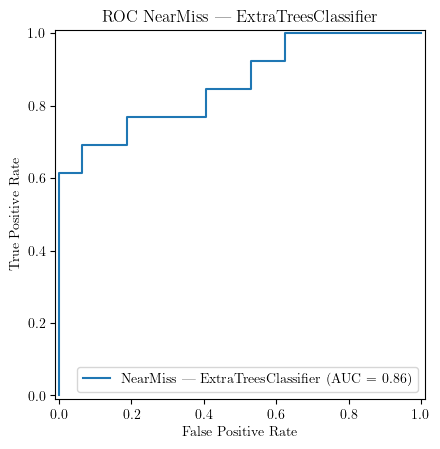 ROC NearMiss — ExtraTreesClassifier
1.0
0.8
0.6
0.4
0.2
0.0
True Positive Rate
NearMiss — ExtraTreesClassifier (AUC = 0.86)
0.0 0.2 0.4 0.6 0.8 1.0
False Positive Rate